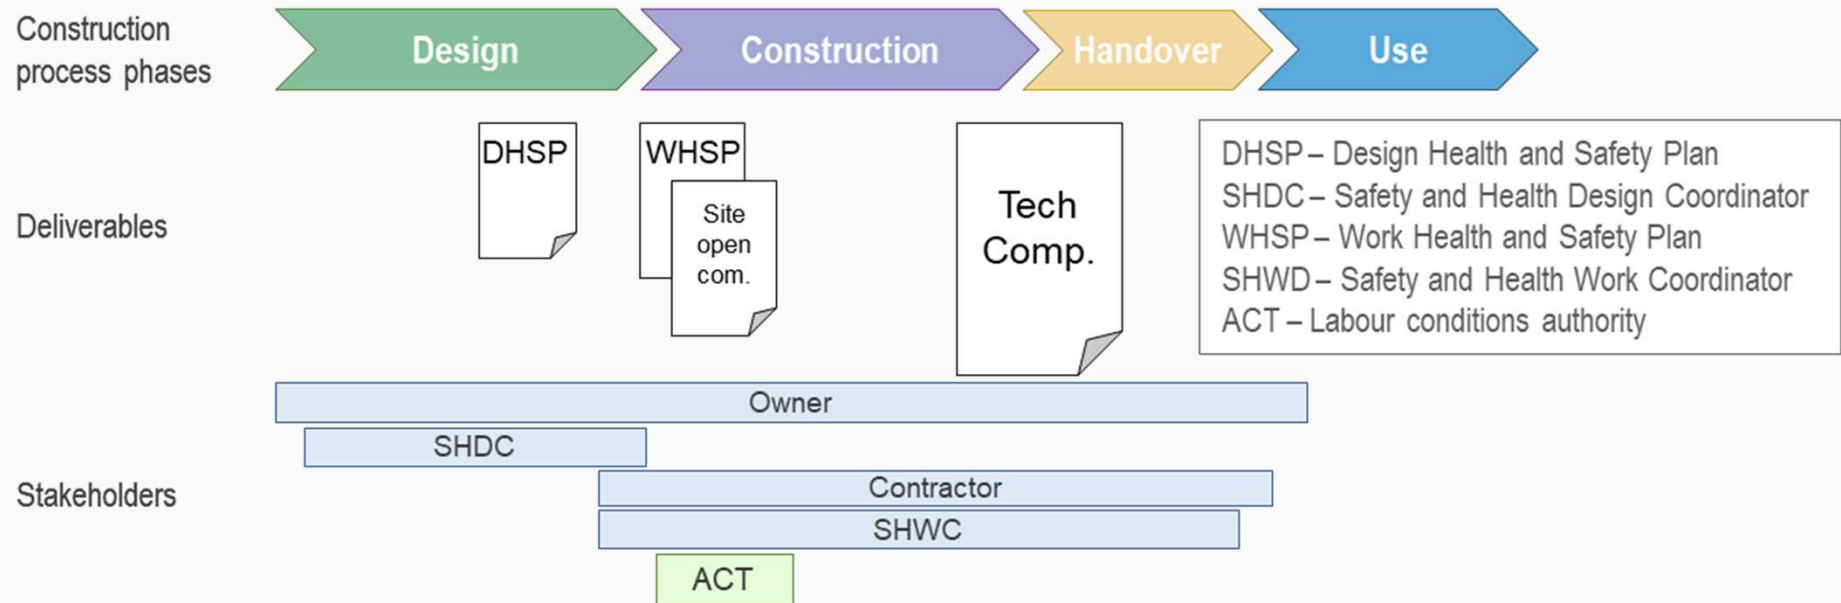 Construction
process phases
Design
Construction
Handover
Use
Deliverables
DHSP
WHSP
Site
open
com.
Tech
Comp.
DHSP – Design Health and Safety Plan
SHDC – Safety and Health Design Coordinator
WHSP – Work Health and Safety Plan
SHWD – Safety and Health Work Coordinator
ACT – Labour conditions authority
Stakeholders
Owner
SHDC
Contractor
SHWC
ACT